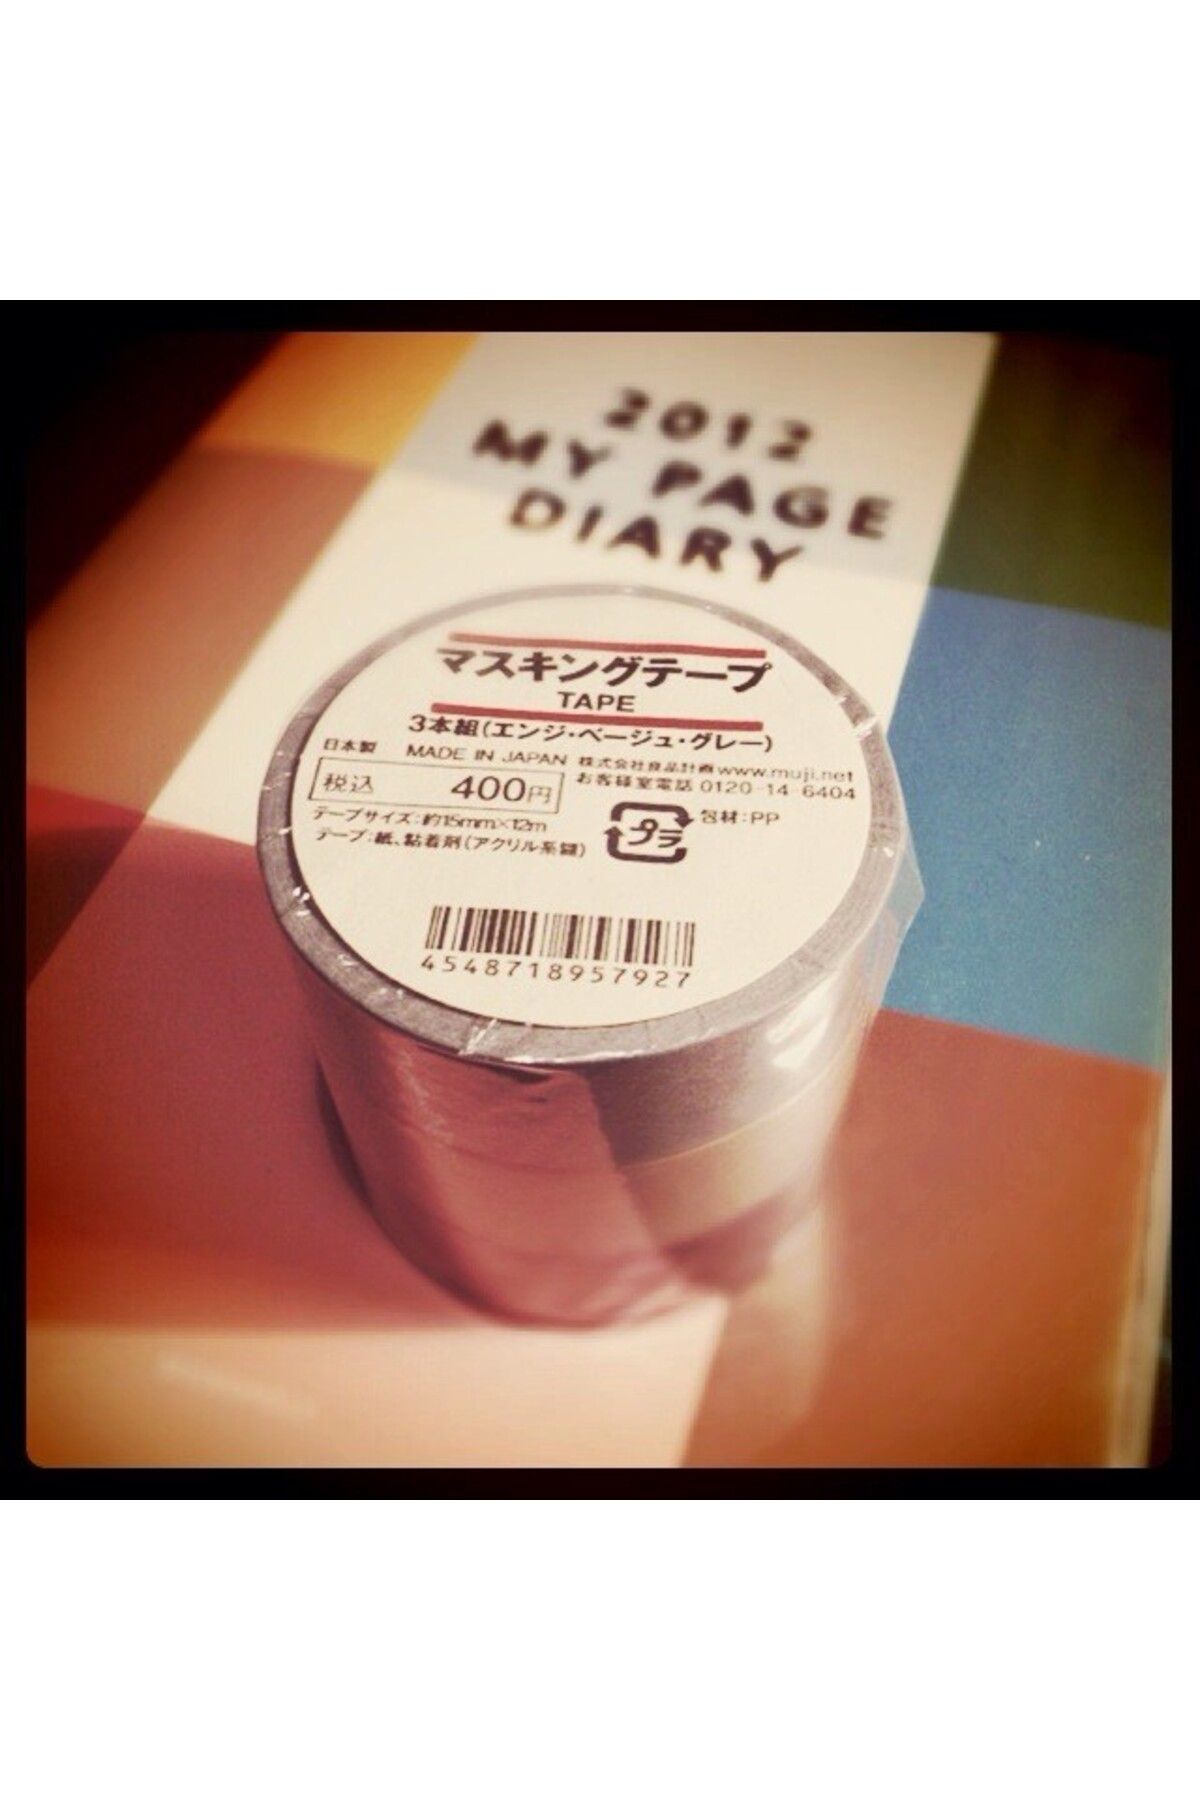 2012
MY PAGE
DIARY
マスキングテープ
TAPE
3本組(エンジ・ベージュ・グレー)
日本製 MADE IN JAPAN 株式会社良品計画 www.muji.net
お客様室電話 0120-14-6404
税込 400円
テープサイズ:約15mm×12m
テープ:紙、粘着剤(アクリル系
プラ 包材:PP
4548718957927